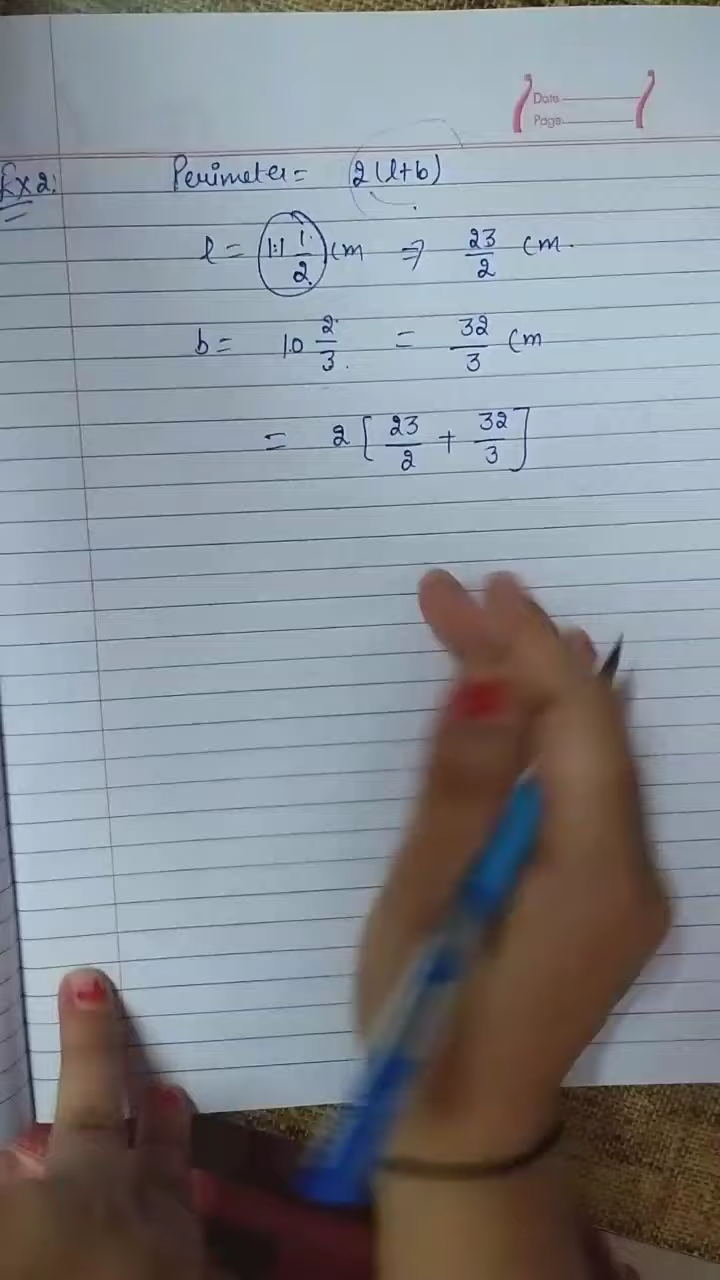 Date
Page
Ex 2: Perimeter = 2(l+b)
l = 11 1/2 cm ⇒ 23/2 cm.
b = 10 2/3 = 32/3 cm
= 2[23/2 + 32/3]